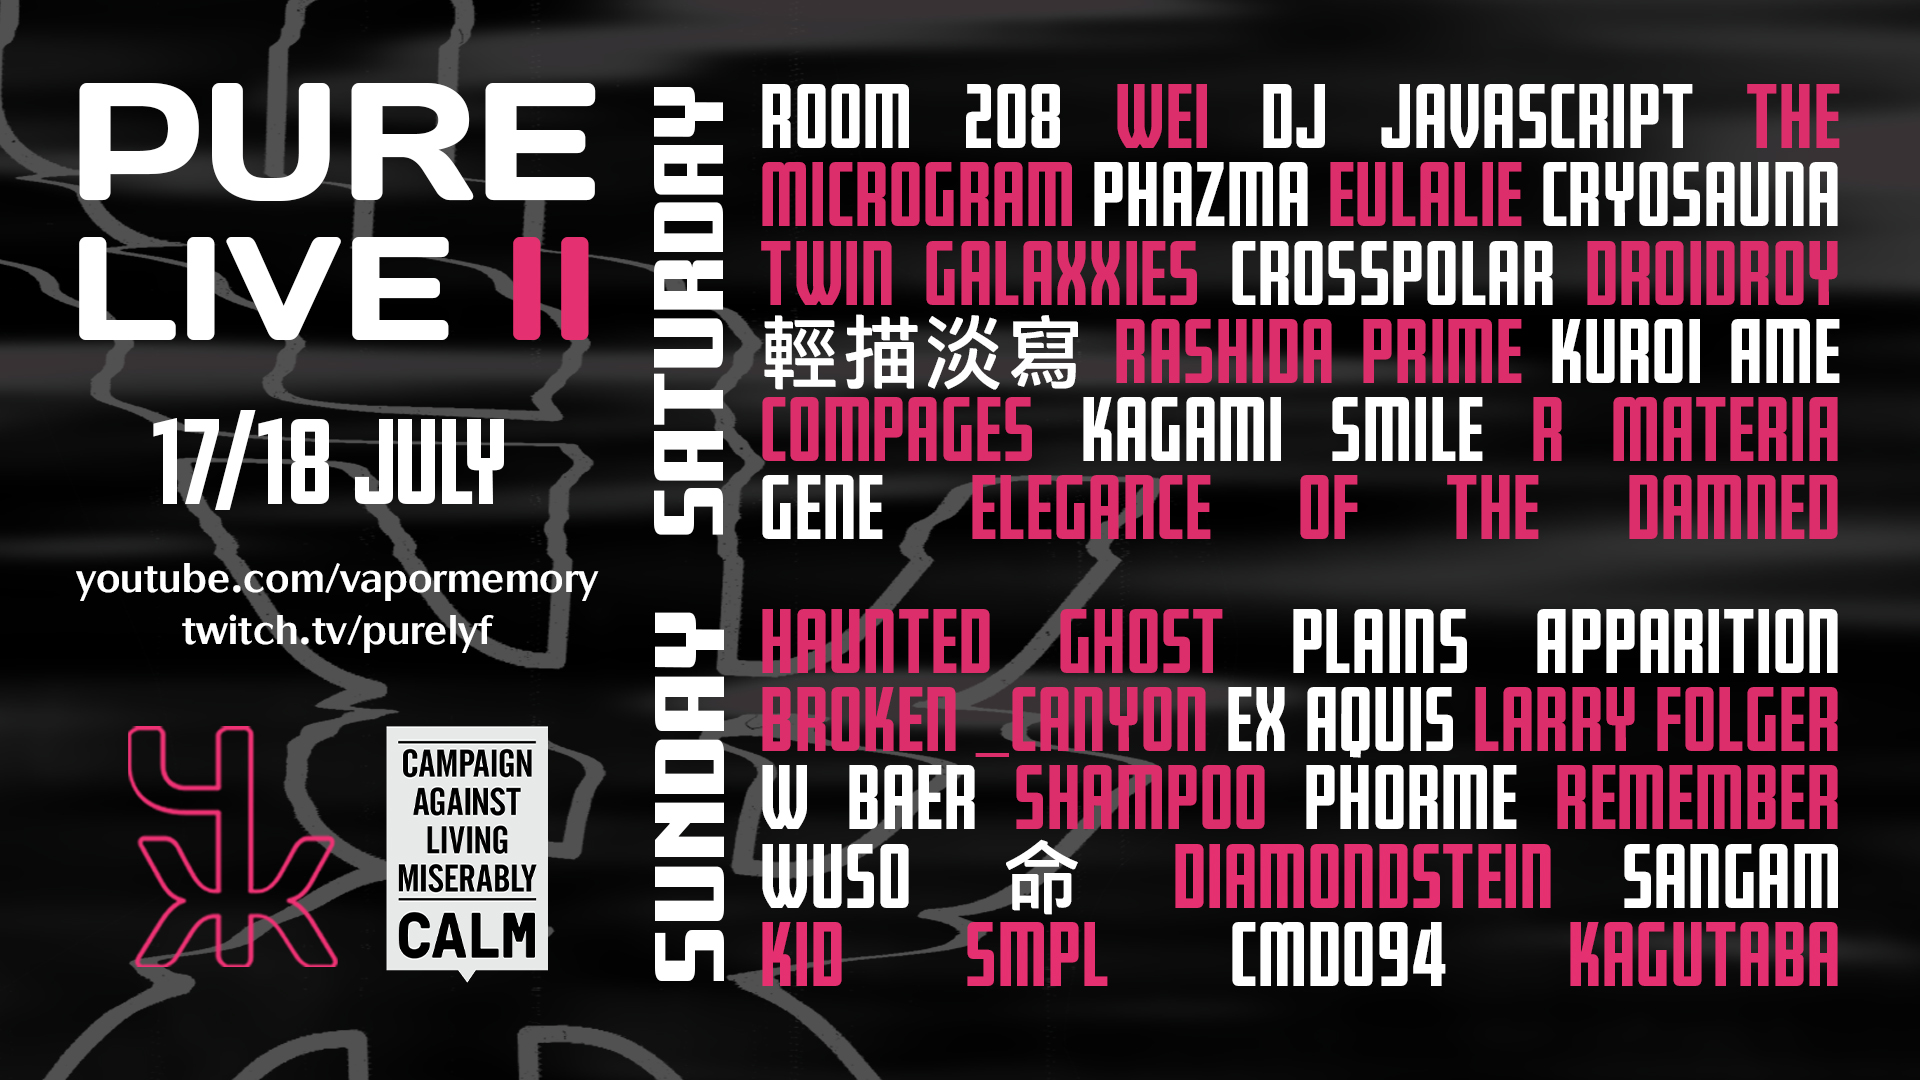 PURE
LIVE II
17/18 JULY
youtube.com/vapormemory
twitch.tv/purelyf
CAMPAIGN
AGAINST
LIVING
MISERABLY
CALM
SATURDAY
ROOM 208 WEI DJ JAVASCRIPT THE
MICROGRAM PHAZMA EULALIE CRYOSAUNA
TWIN GALAXXIES CROSSPOLAR DROIDROY
輕描淡寫 RASHIDA PRIME KUROI AME
COMPAGES KAGAMI SMILE R MATERIA
GENE ELEGANCE OF THE DAMNED
SUNDAY
HAUNTED GHOST PLAINS APPARITION
BROKEN _CANYON EX AQUIS LARRY FOLGER
W BAER SHAMPOO PHORME REMEMBER
WUSO 命 DIAMONDSTEIN SANGAM
KID SMPL CMD094 KAGUTABA